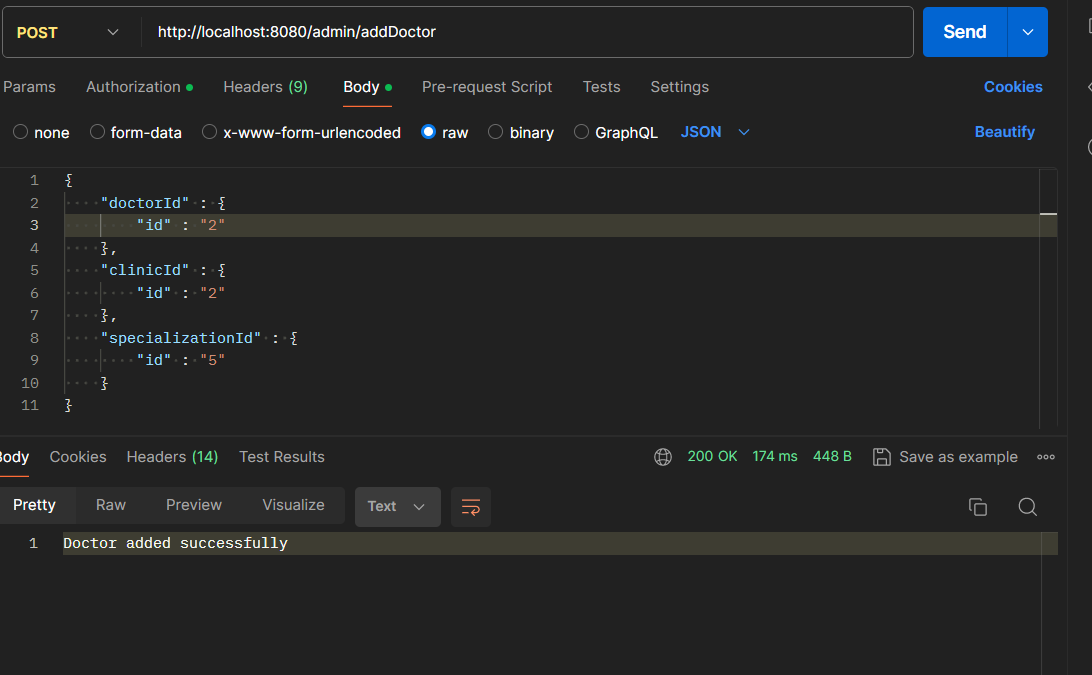 POST http://localhost:8080/admin/addDoctor Send
Params Authorization Headers (9) Body Pre-request Script Tests Settings Cookies
none form-data x-www-form-urlencoded raw binary GraphQL JSON Beautify
1 {
2 "doctorId" : {
3 "id" : "2"
4 },
5 "clinicId" : {
6 "id" : "2"
7 },
8 "specializationId" : {
9 "id" : "5"
10 }
11 }
Body Cookies Headers (14) Test Results 200 OK 174 ms 448 B Save as example
Pretty Raw Preview Visualize Text
1 Doctor added successfully